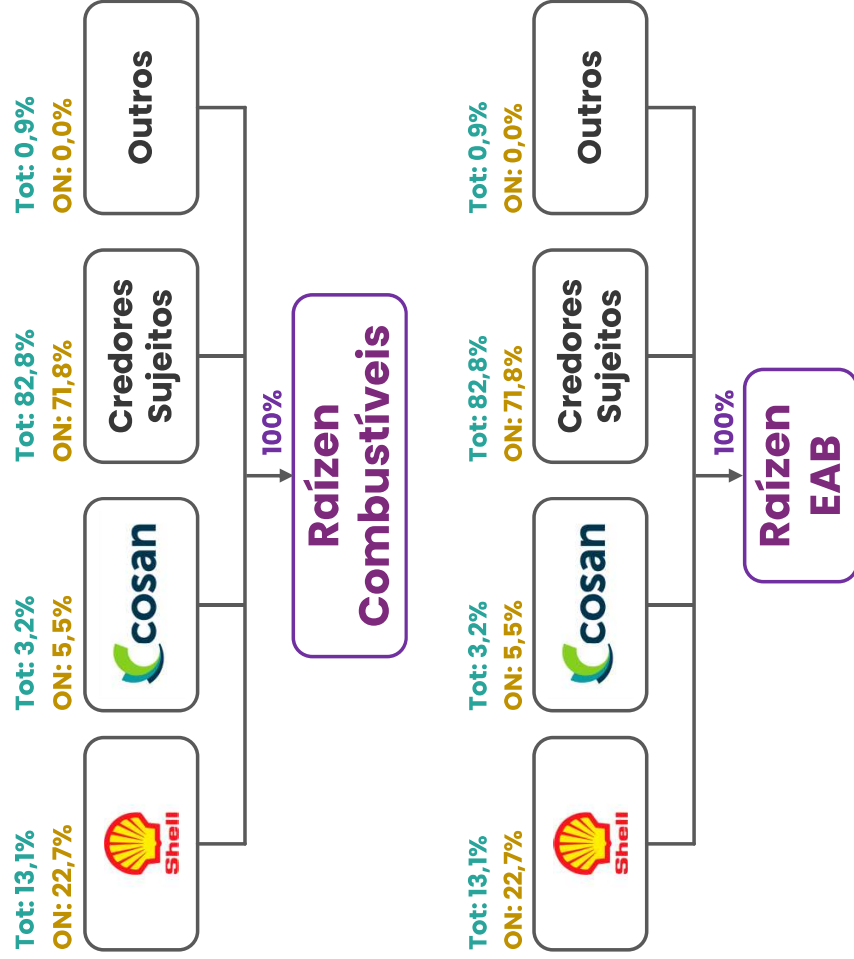 Tot: 13,1%
ON: 22,7%
Shell
Tot: 3,2%
ON: 5,5%
cosan
Tot: 82,8%
ON: 71,8%
Credores
Sujeitos
Tot: 0,9%
ON: 0,0%
Outros
100%
Raízen
Combustíveis
Tot: 13,1%
ON: 22,7%
Shell
Tot: 3,2%
ON: 5,5%
cosan
Tot: 82,8%
ON: 71,8%
Credores
Sujeitos
Tot: 0,9%
ON: 0,0%
Outros
100%
Raízen
EAB